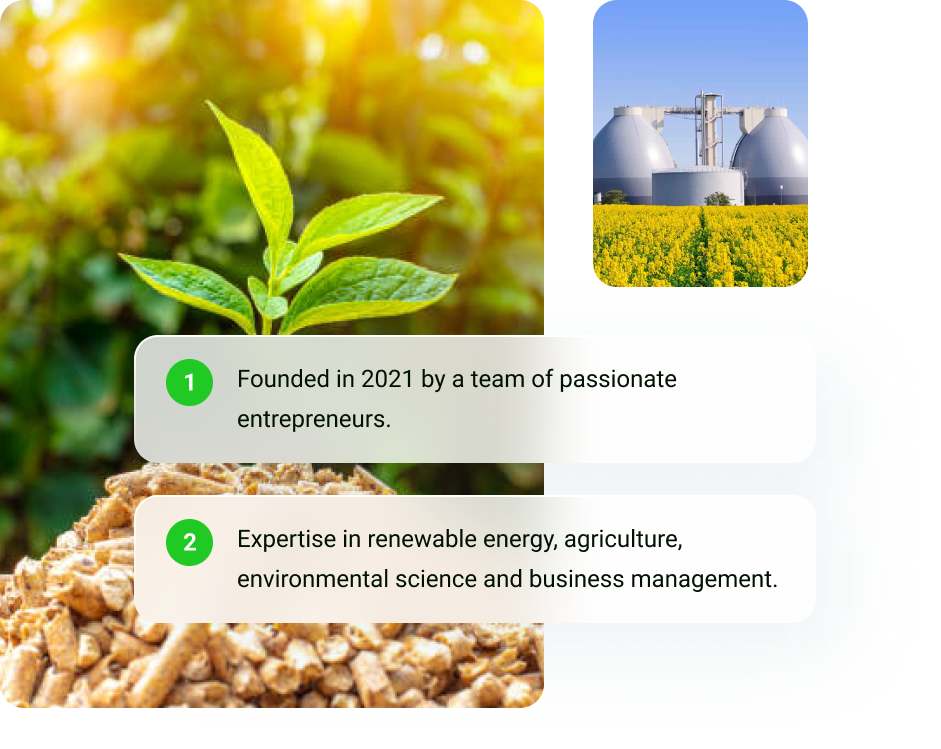 1
Founded in 2021 by a team of passionate
entrepreneurs.
2
Expertise in renewable energy, agriculture,
environmental science and business management.